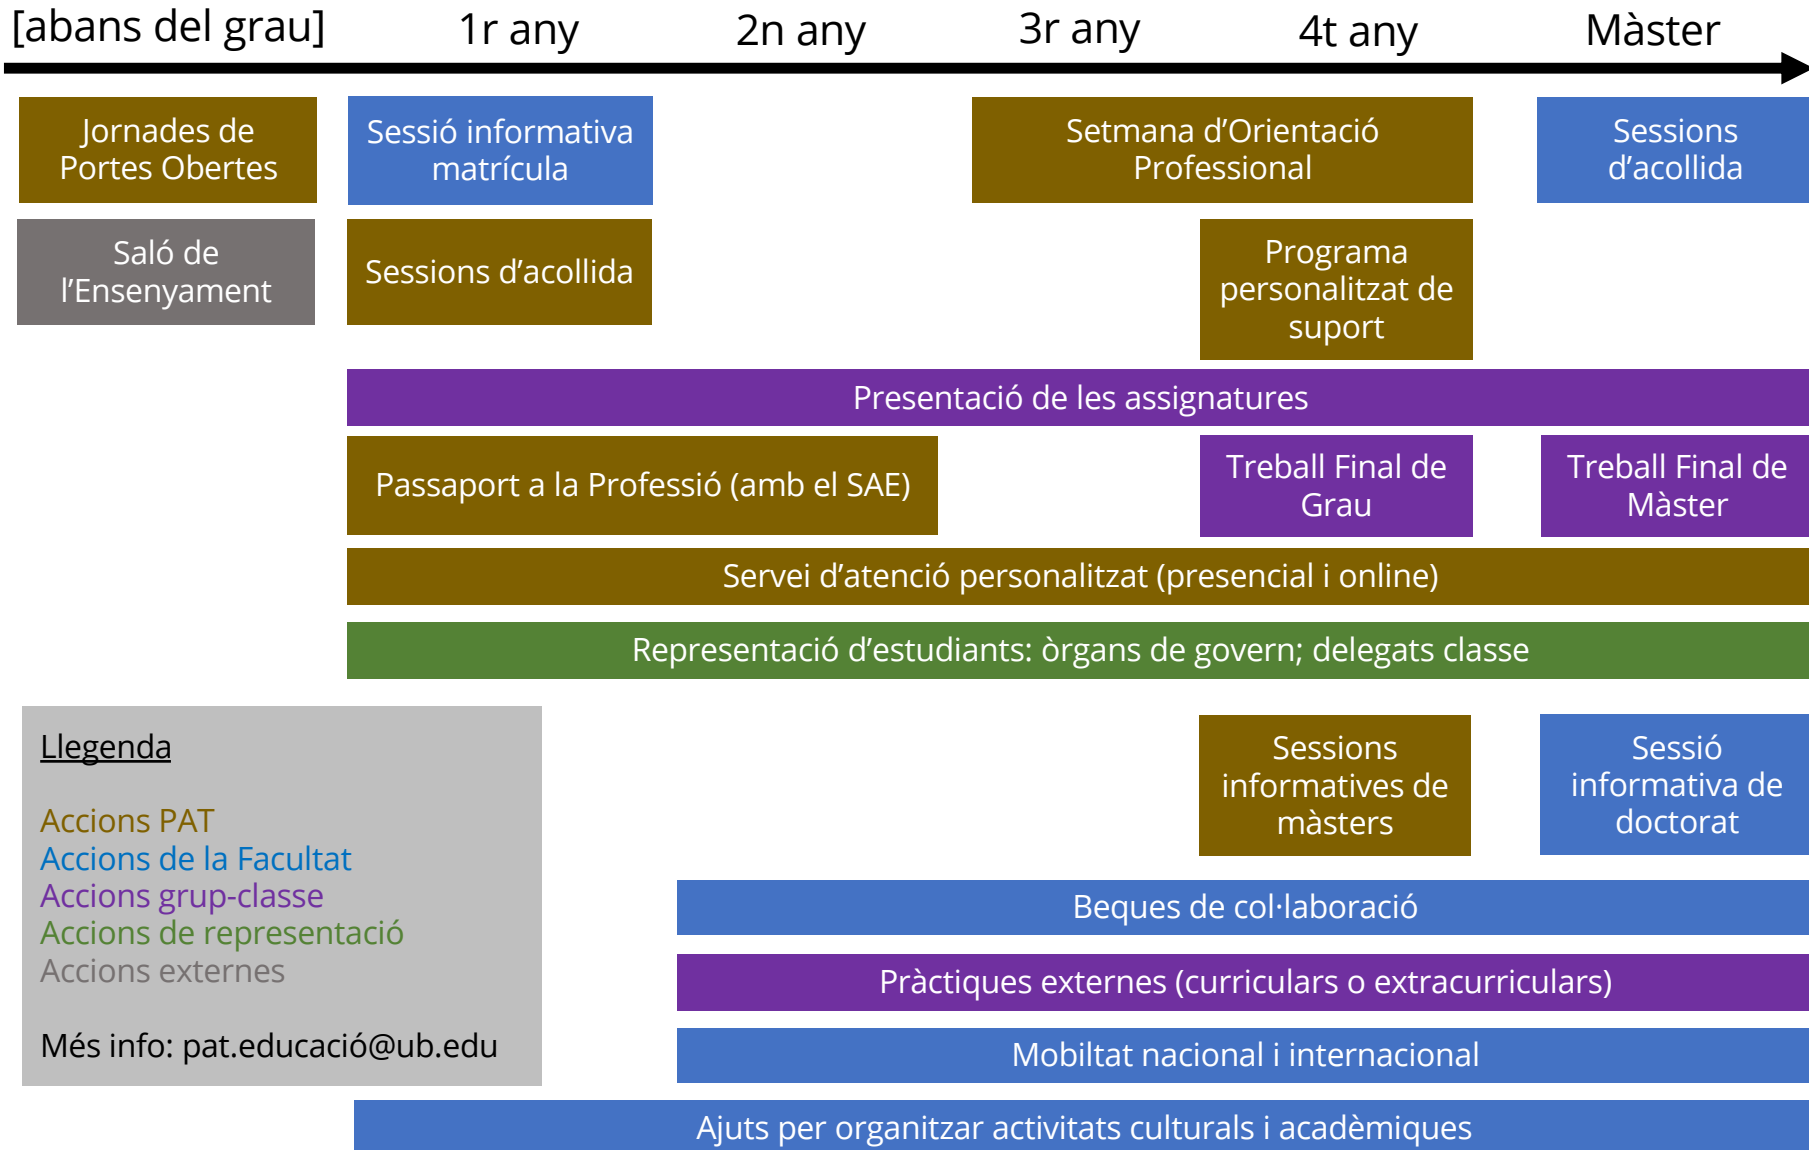 [abans del grau]
1r any
2n any
3r any
4t any
Màster
Jornades de
Portes Obertes
Sessió informativa
matrícula
Setmana d’Orientació
Professional
Sessions
d’acollida
Saló de
l’Ensenyament
Sessions d’acollida
Programa
personalitzat de
suport
Presentació de les assignatures
Passaport a la Professió (amb el SAE)
Treball Final de
Grau
Treball Final de
Màster
Servei d’atenció personalitzat (presencial i online)
Representació d’estudiants: òrgans de govern; delegats classe
Llegenda
Accions PAT
Accions de la Facultat
Accions grup-classe
Accions de representació
Accions externes
Més info: pat.educació@ub.edu
Sessions
informatives de
màsters
Sessió
informativa de
doctorat
Beques de col·laboració
Pràctiques externes (curriculars o extracurriculars)
Mobiltat nacional i internacional
Ajuts per organitzar activitats culturals i acadèmiques